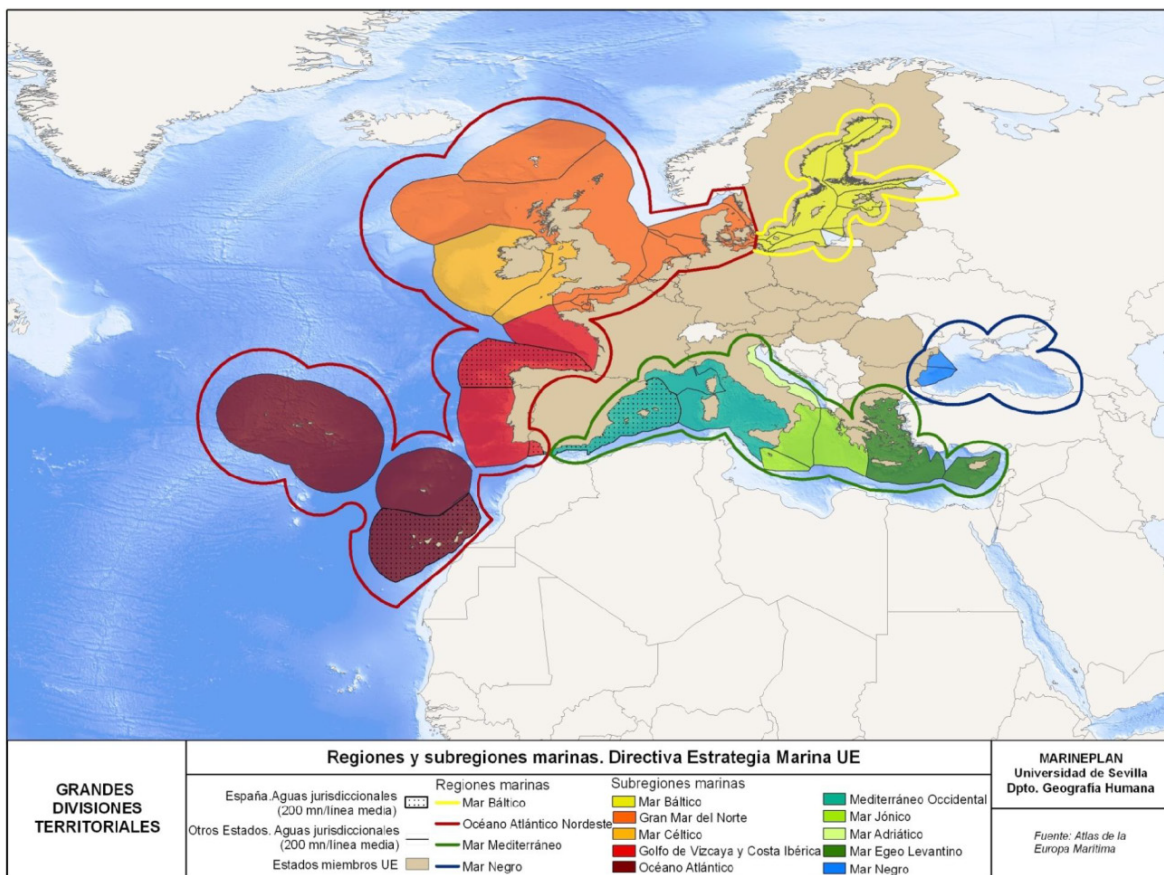 GRANDES
DIVISIONES
TERRITORIALES
Regiones y subregiones marinas. Directiva Estrategia Marina UE
España.Aguas jurisdiccionales
(200 mn/línea media)
Otros Estados. Aguas jurisdiccionales
(200 mn/línea media)
Estados miembros UE
Regiones marinas
Mar Báltico
Océano Atlántico Nordeste
Mar Mediterráneo
Mar Negro
Subregiones marinas
Mar Báltico
Gran Mar del Norte
Mar Céltico
Golfo de Vizcaya y Costa Ibérica
Océano Atlántico
Mediterráneo Occidental
Mar Jónico
Mar Adriático
Mar Egeo Levantino
Mar Negro
MARINEPLAN
Universidad de Sevilla
Dpto. Geografía Humana
Fuente: Atlas de la
Europa Marítima